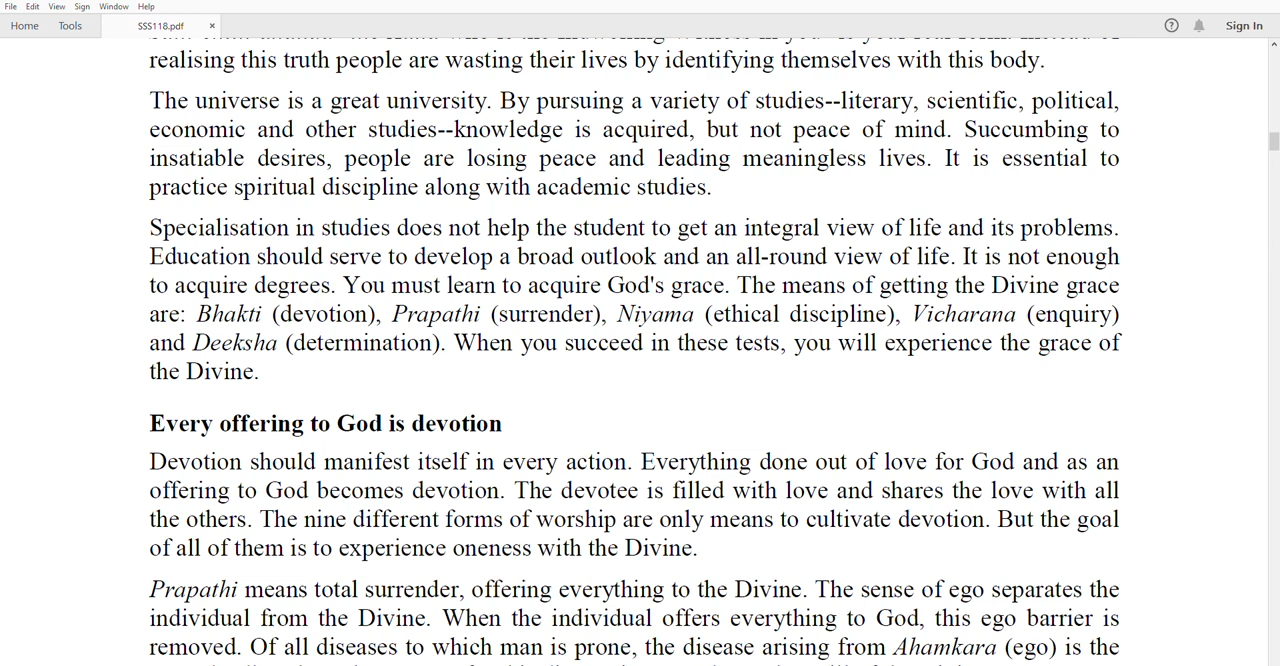 File Edit View Sign Window Help
Home Tools SSS118.pdf × ? Sign In
realising this truth people are wasting their lives by identifying themselves with this body.
The universe is a great university. By pursuing a variety of studies--literary, scientific, political,
economic and other studies--knowledge is acquired, but not peace of mind. Succumbing to
insatiable desires, people are losing peace and leading meaningless lives. It is essential to
practice spiritual discipline along with academic studies.
Specialisation in studies does not help the student to get an integral view of life and its problems.
Education should serve to develop a broad outlook and an all-round view of life. It is not enough
to acquire degrees. You must learn to acquire God's grace. The means of getting the Divine grace
are: Bhakti (devotion), Prapathi (surrender), Niyama (ethical discipline), Vicharana (enquiry)
and Deeksha (determination). When you succeed in these tests, you will experience the grace of
the Divine.
Every offering to God is devotion
Devotion should manifest itself in every action. Everything done out of love for God and as an
offering to God becomes devotion. The devotee is filled with love and shares the love with all
the others. The nine different forms of worship are only means to cultivate devotion. But the goal
of all of them is to experience oneness with the Divine.
Prapathi means total surrender, offering everything to the Divine. The sense of ego separates the
individual from the Divine. When the individual offers everything to God, this ego barrier is
removed. Of all diseases to which man is prone, the disease arising from Ahamkara (ego) is the